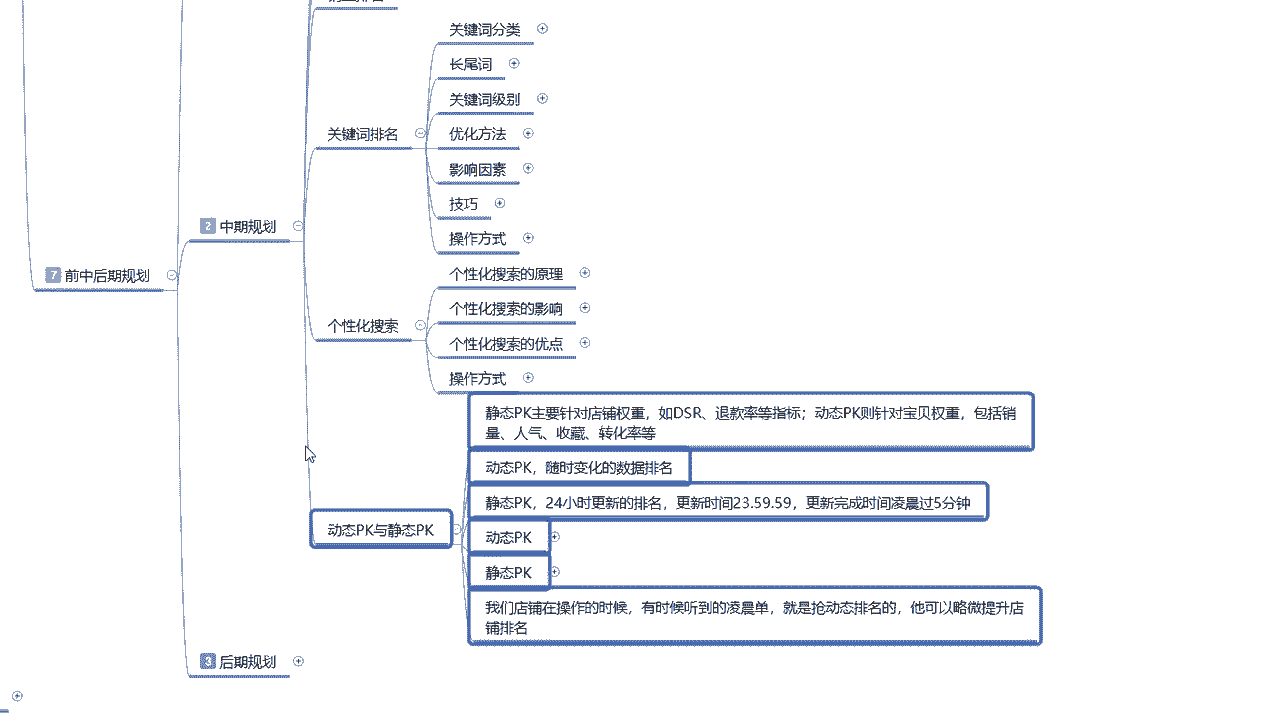 关键词分类
长尾词
关键词级别
关键词排名
优化方法
影响因素
技巧
2 中期规划
操作方式
7 前中后期规划
个性化搜索的原理
个性化搜索的影响
个性化搜索
个性化搜索的优点
操作方式
静态PK主要针对店铺权重，如DSR、退款率等指标；动态PK则针对宝贝权重，包括销
量、人气、收藏、转化率等
动态PK，随时变化的数据排名
静态PK，24小时更新的排名，更新时间23.59.59，更新完成时间凌晨过5分钟
动态PK与静态PK
动态PK
静态PK
我们店铺在操作的时候，有时候听到的凌晨单，就是抢动态排名的，他可以略微提升店
铺排名
3 后期规划